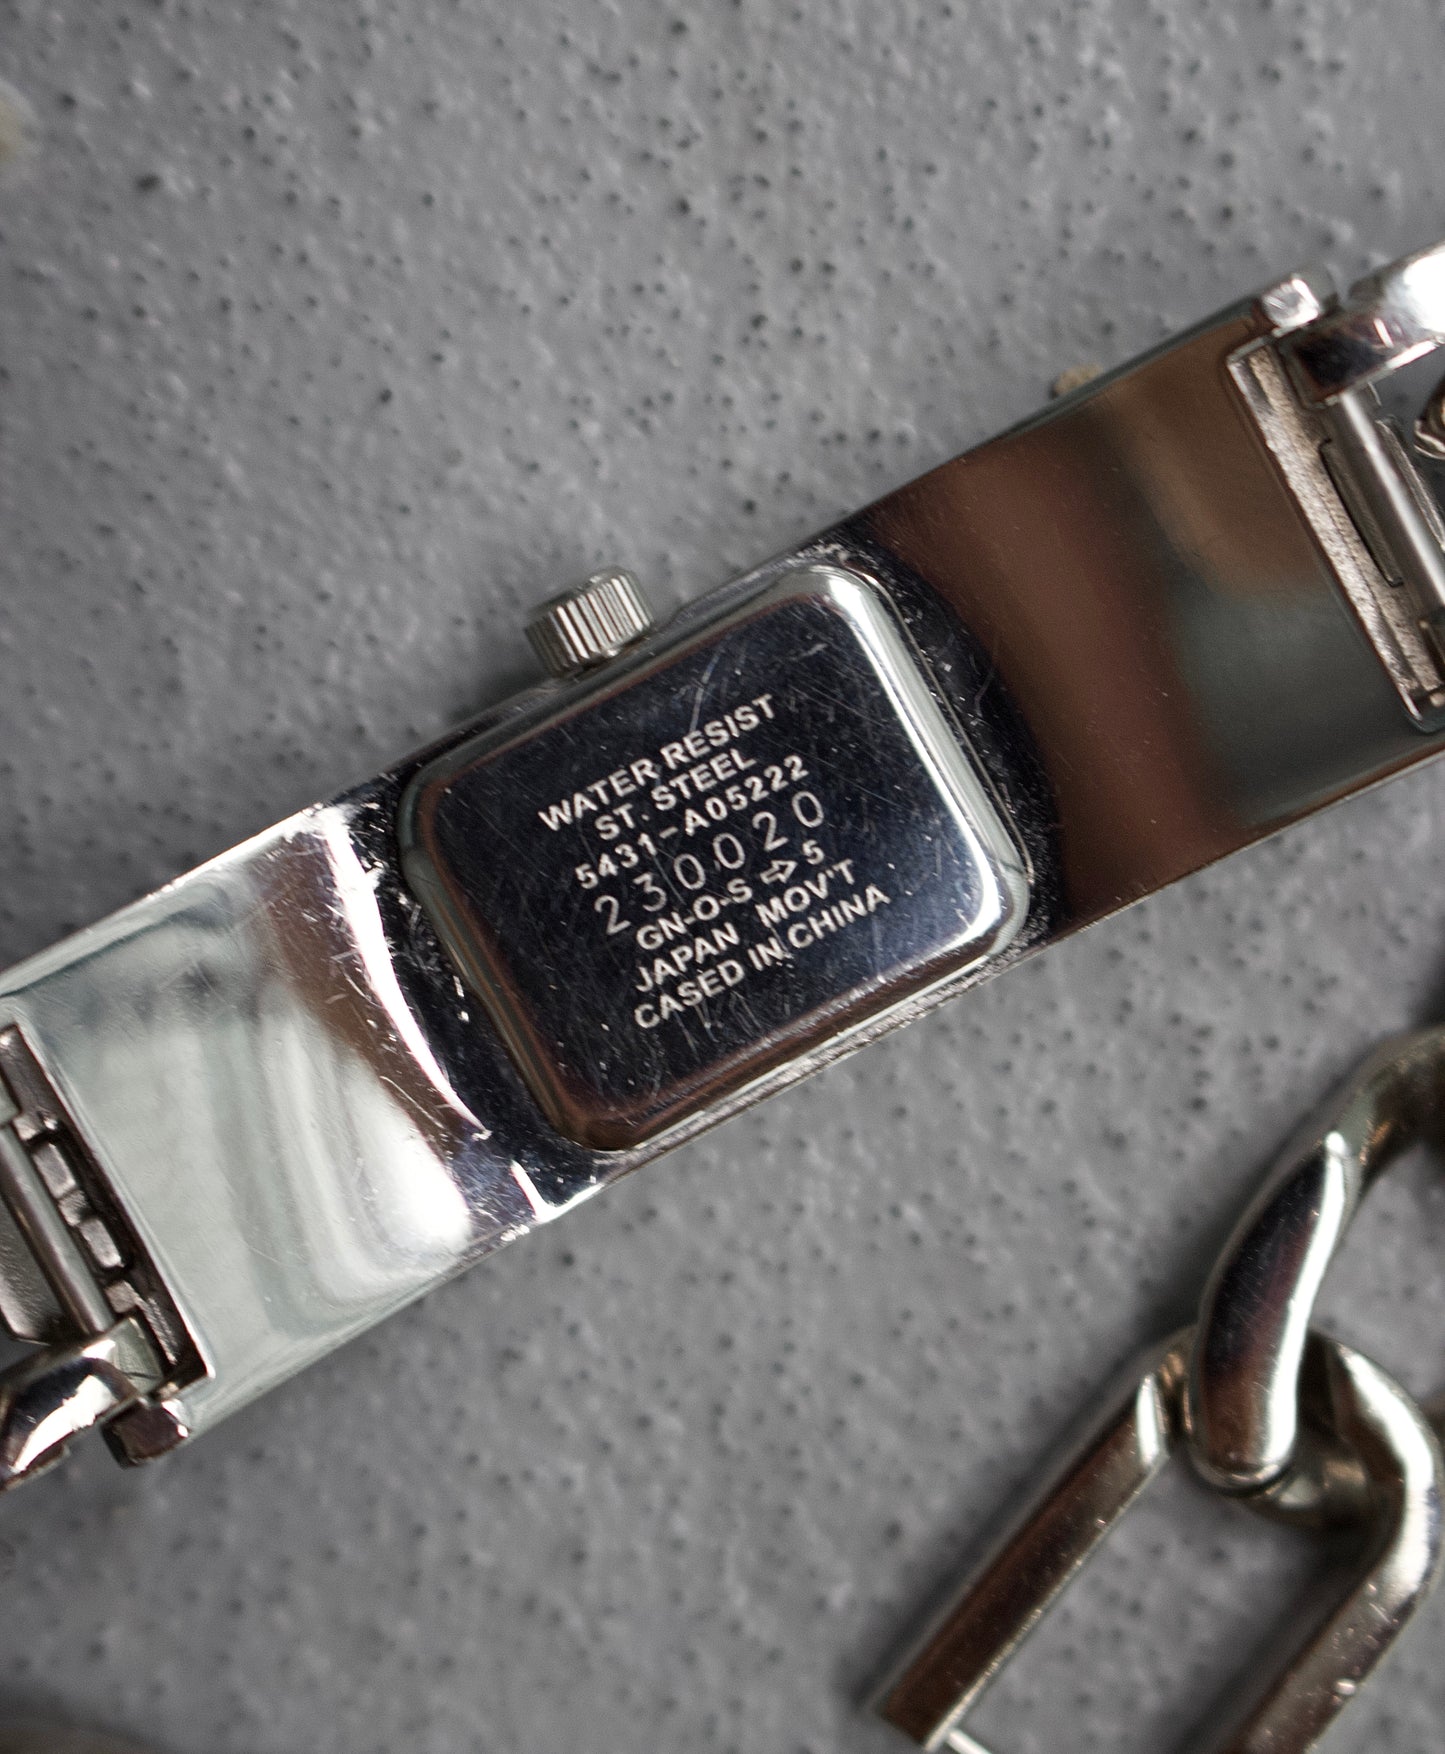 WATER RESIST
ST. STEEL
5431-A05222
230020
GN-O-S ⇨ 5
JAPAN MOV'T
CASED IN CHINA